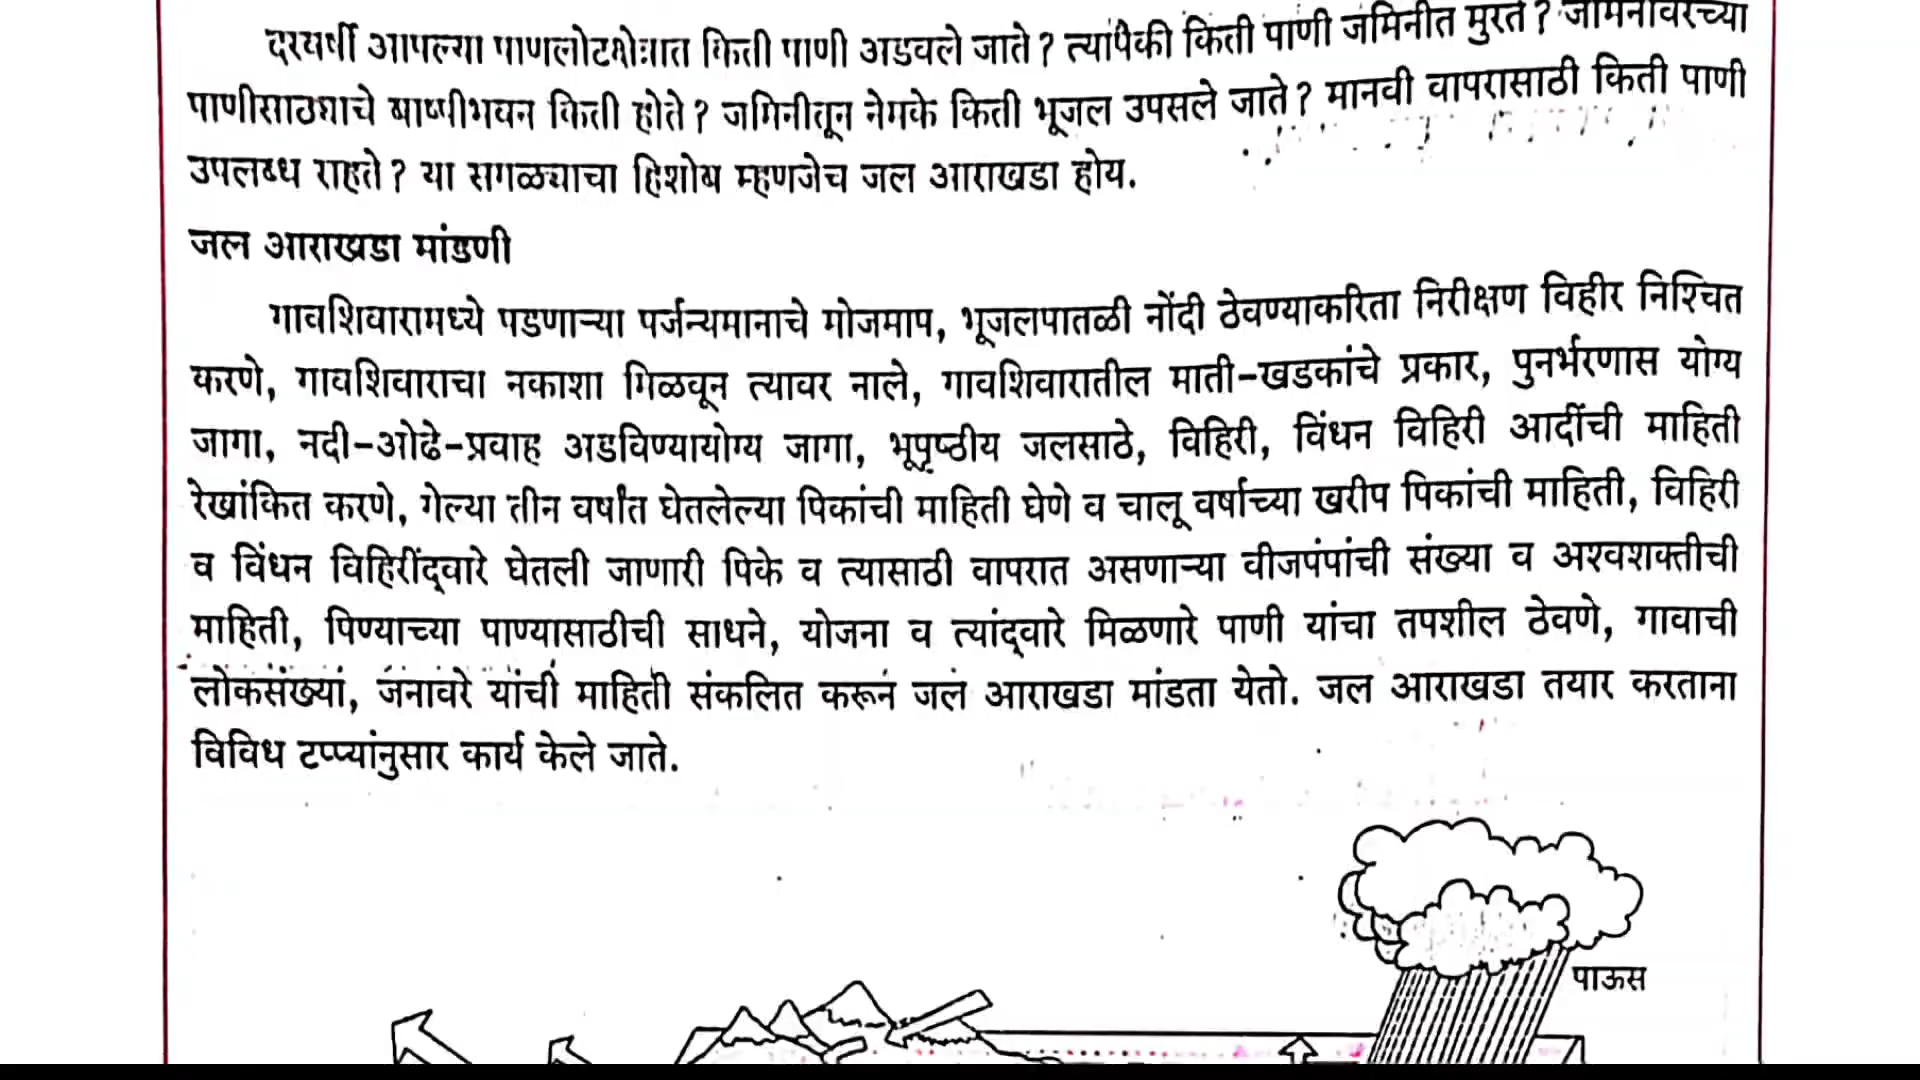 दरवर्षी आपल्या पाणलोटक्षेत्रात किती पाणी अडवले जाते? त्यांपैकी किती पाणी जमिनीत मुरते? जमिनीवरच्या
पाणीसाठ्याचे बाष्पीभवन किती होते? जमिनीतून नेमके किती भूजल उपसले जाते? मानवी वापरासाठी किती पाणी
उपलब्ध राहते? या सगळ्याचा हिशोब म्हणजेच जल आराखडा होय.
जल आराखडा मांडणी
गावशिवारामध्ये पडणाऱ्या पर्जन्यमानाचे मोजमाप, भूजलपातळी नोंदी ठेवण्याकरिता निरीक्षण विहीर निश्चित
करणे, गावशिवाराचा नकाशा मिळवून त्यावर नाले, गावशिवारातील माती-खडकांचे प्रकार, पुनर्भरणास योग्य
जागा, नदी-ओढे-प्रवाह अडविण्यायोग्य जागा, भूपृष्ठीय जलसाठे, विहिरी, विंधन विहिरी आदींची माहिती
रेखांकित करणे, गेल्या तीन वर्षांत घेतलेल्या पिकांची माहिती घेणे व चालू वर्षाच्या खरीप पिकांची माहिती, विहिरी
व विंधन विहिरींद्वारे घेतली जाणारी पिके व त्यासाठी वापरात असणाऱ्या वीजपंपांची संख्या व अश्वशक्तीची
माहिती, पिण्याच्या पाण्यासाठीची साधने, योजना व त्यांद्वारे मिळणारे पाणी यांचा तपशील ठेवणे, गावाची
लोकसंख्या, जनावरे यांची माहिती संकलित करून जल आराखडा मांडता येतो. जल आराखडा तयार करताना
विविध टप्प्यांनुसार कार्य केले जाते.
पाऊस